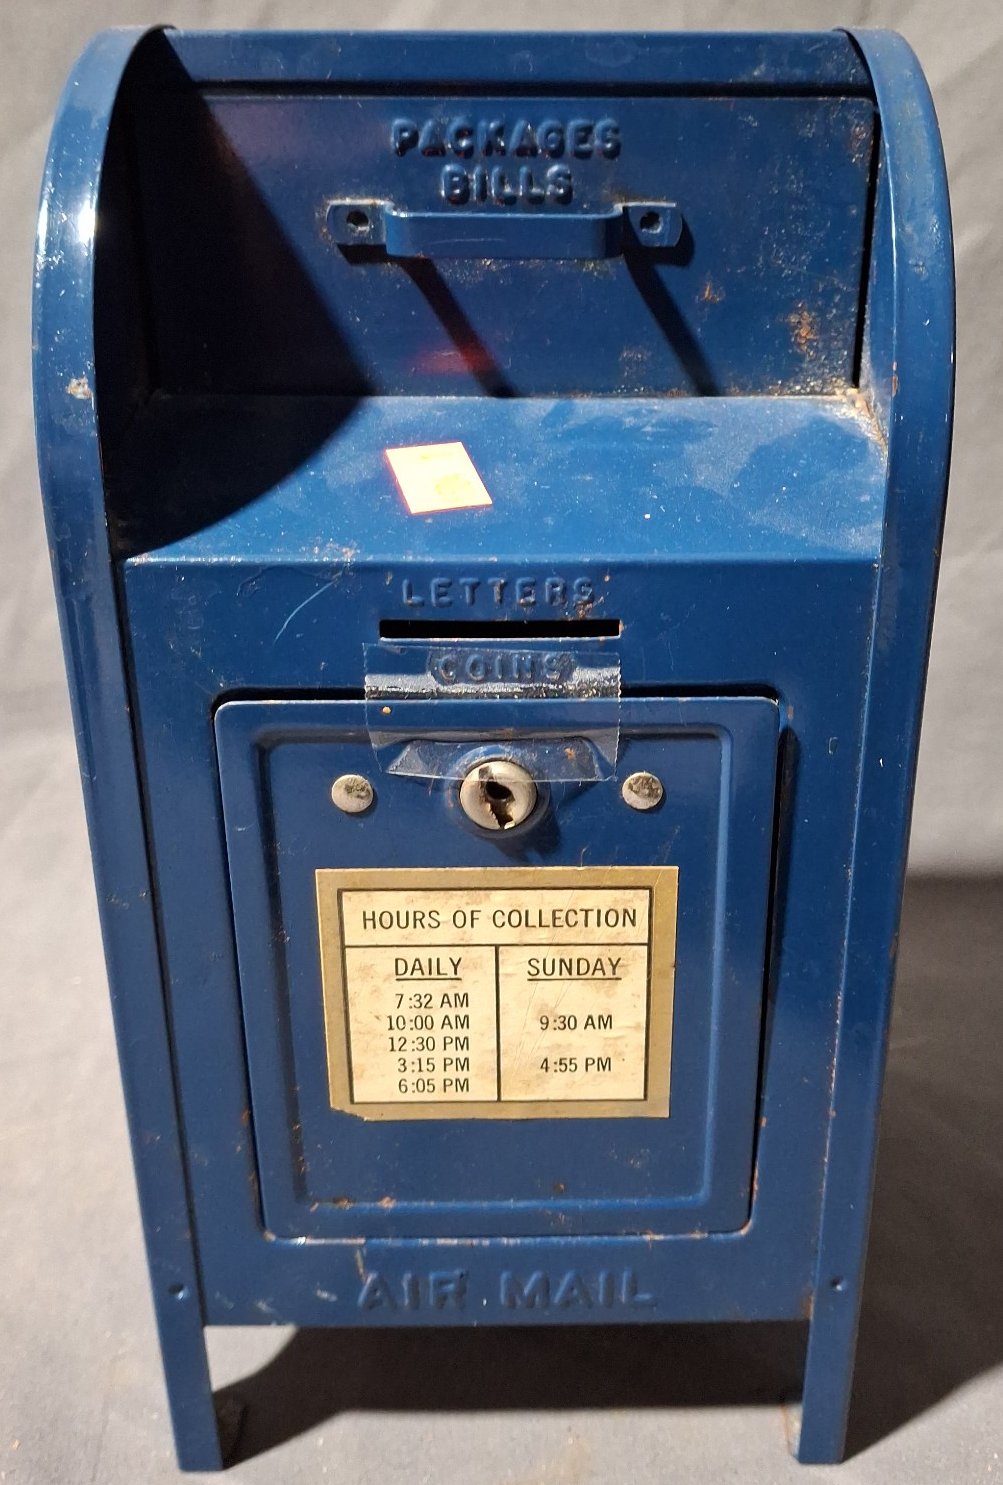 PACKAGES
BILLS
LETTERS
COINS
HOURS OF COLLECTION
DAILY
7:32 AM
10:00 AM
12:30 PM
3:15 PM
6:05 PM
SUNDAY
9:30 AM
4:55 PM
AIR MAIL